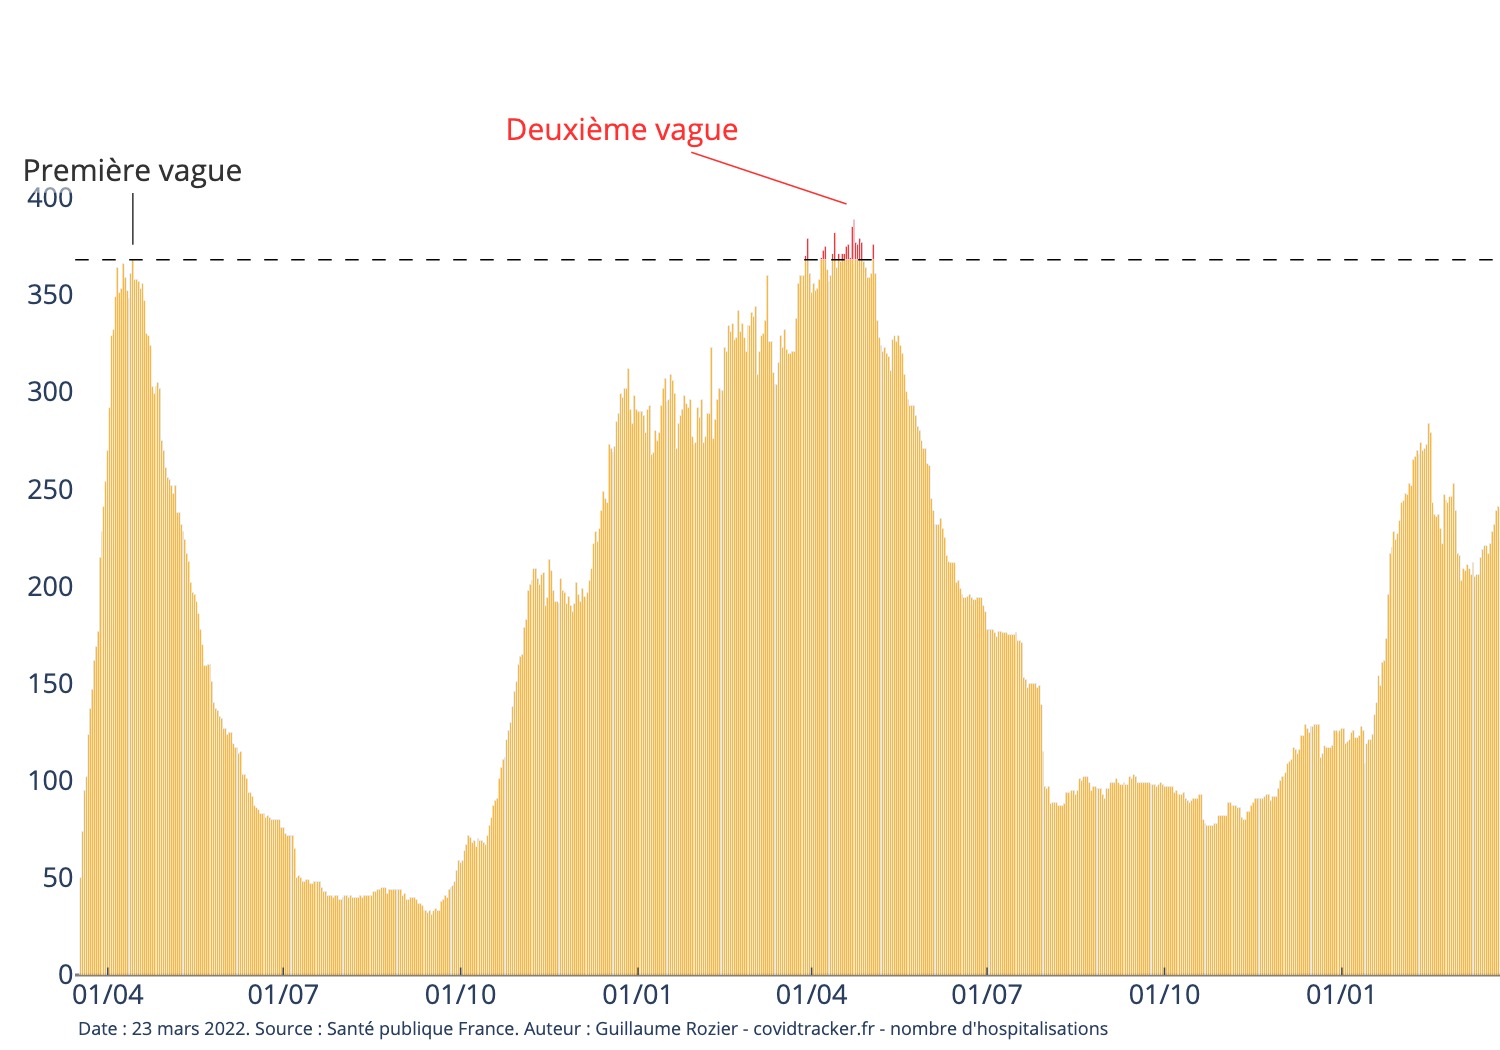 Deuxième vague
Première vague
400
350
300
250
200
150
100
50
0
01/04 01/07 01/10 01/01 01/04 01/07 01/10 01/01
Date : 23 mars 2022. Source : Santé publique France. Auteur : Guillaume Rozier - covidtracker.fr - nombre d'hospitalisations